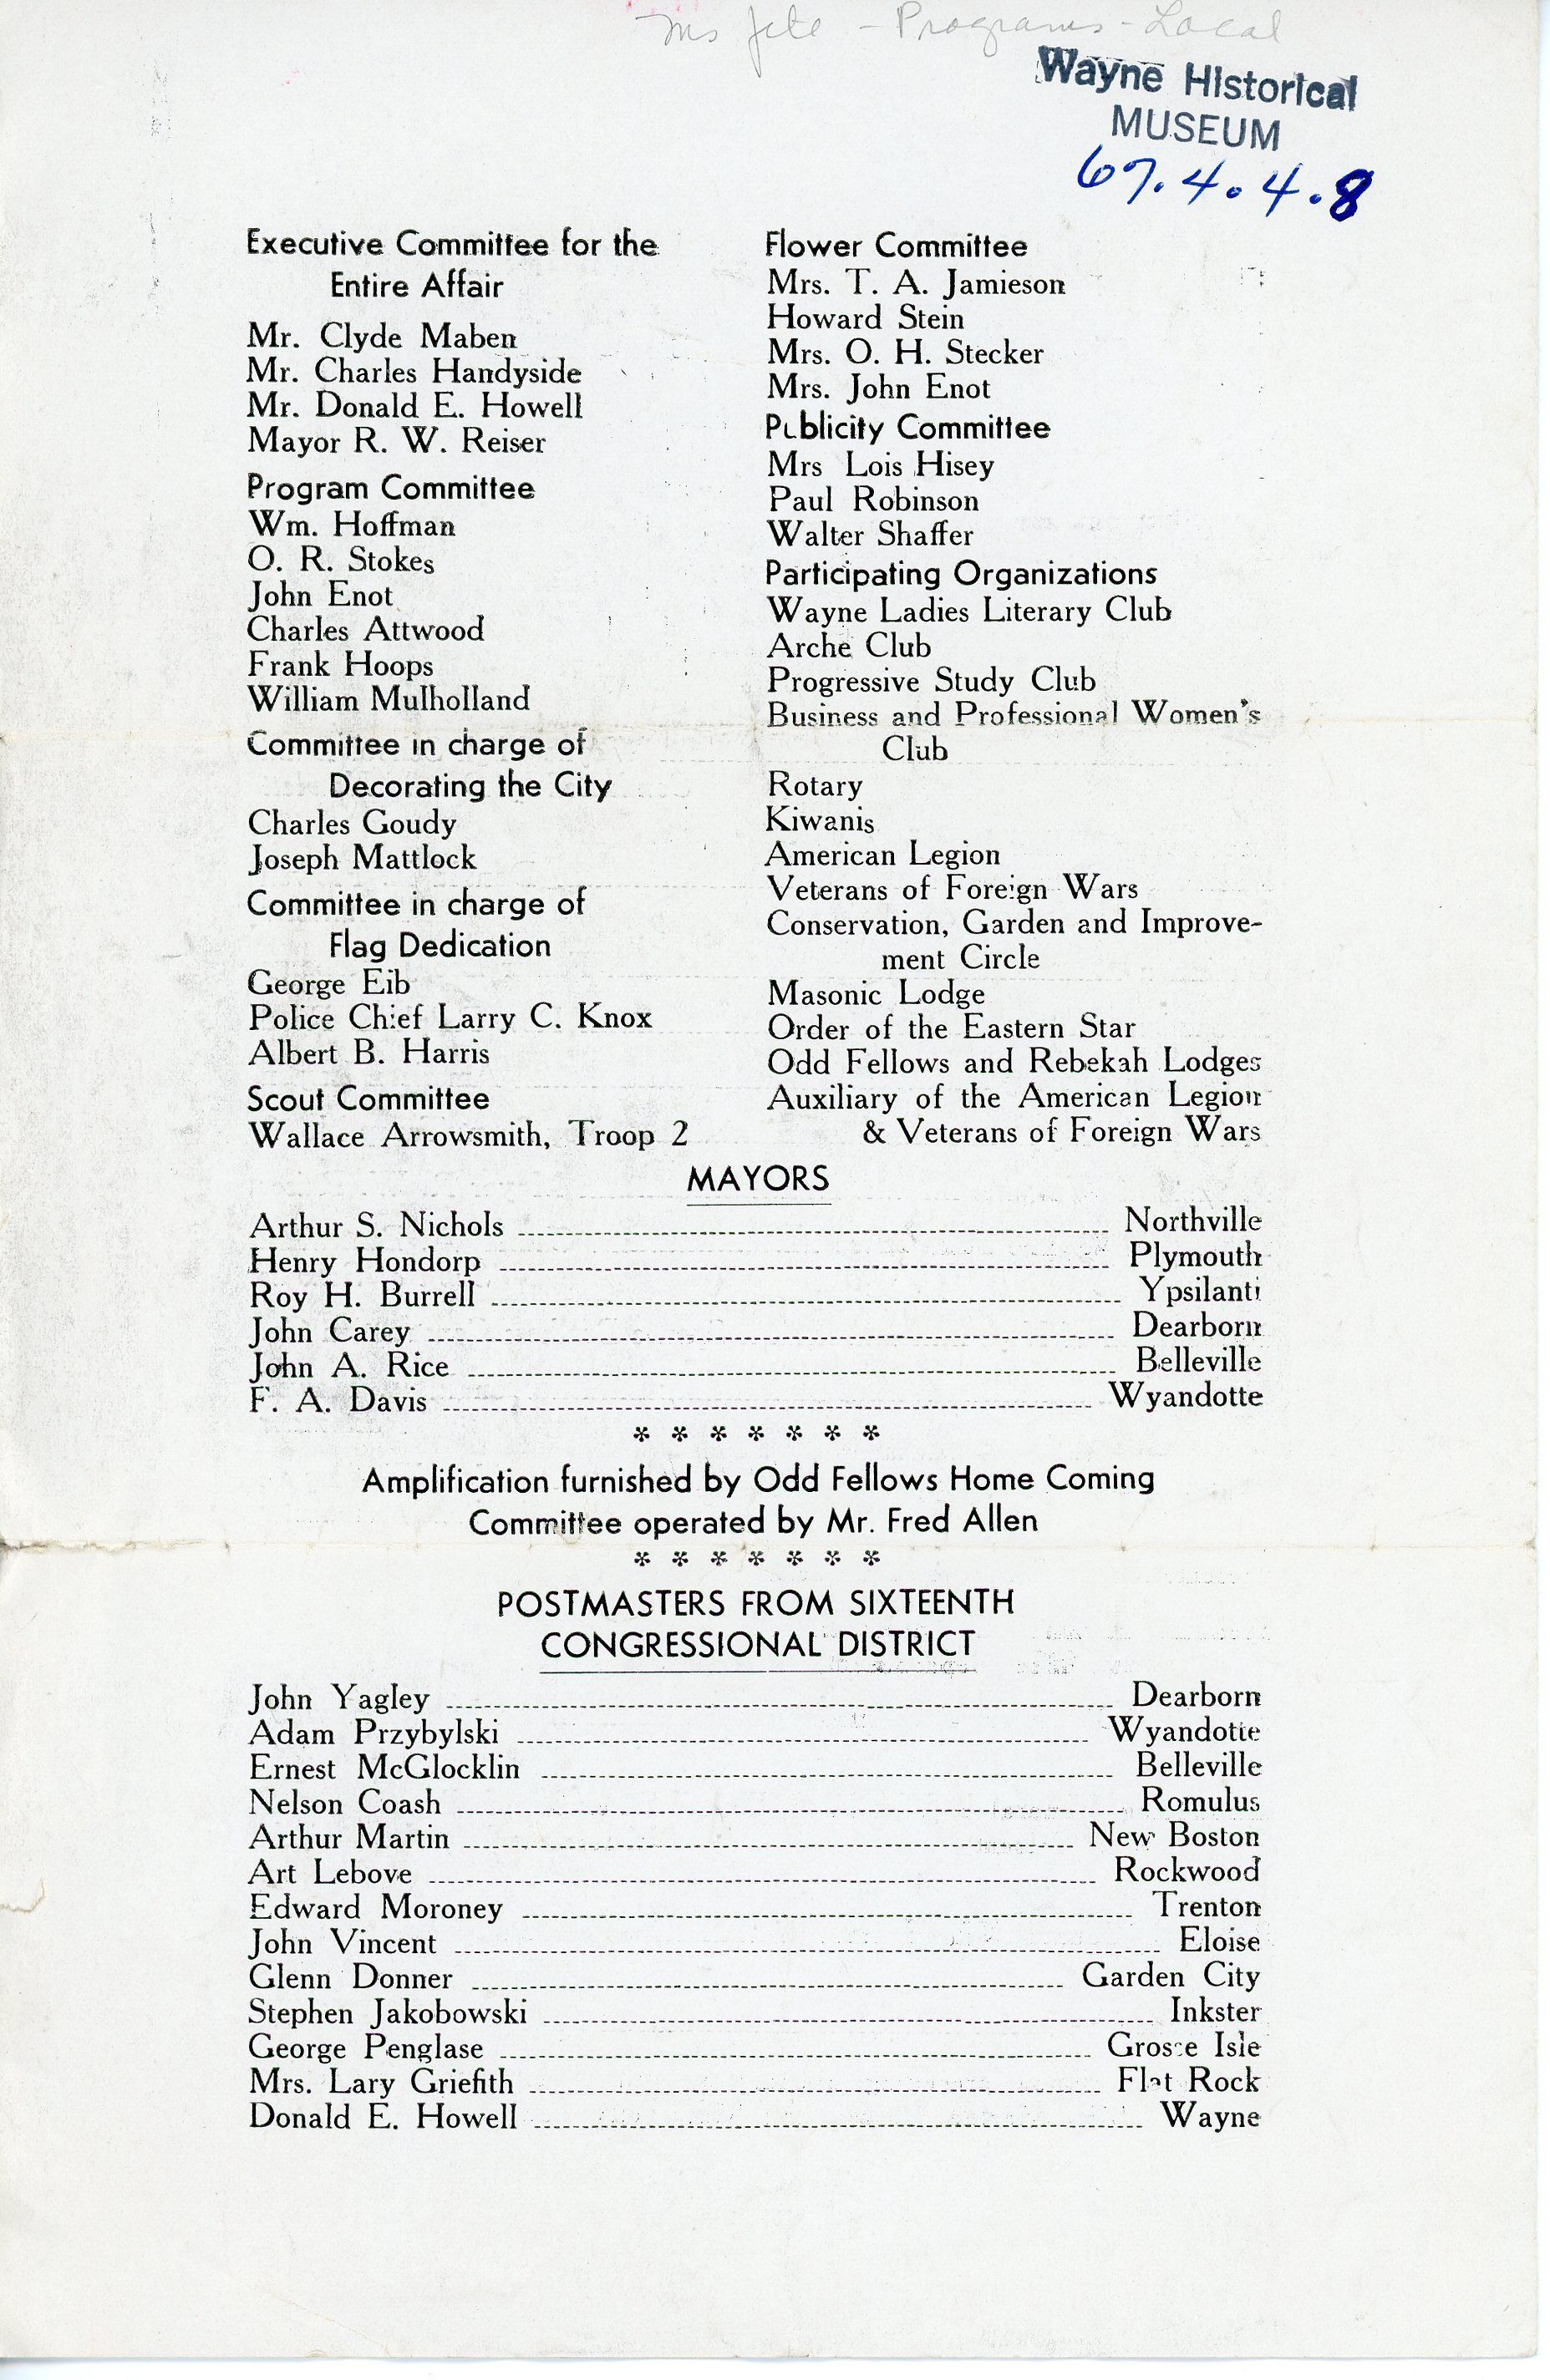 Programs - Local
Wayne Historical
MUSEUM
67.4.4.8
Executive Committee for the
Entire Affair
Mr. Clyde Maben
Mr. Charles Handyside
Mr. Donald E. Howell
Mayor R. W. Reiser
Program Committee
Wm. Hoffman
O. R. Stokes
John Enot
Charles Attwood
Frank Hoops
William Mulholland
Committee in charge of
Decorating the City
Charles Goudy
Joseph Mattlock
Committee in charge of
Flag Dedication
George Eib
Police Chief Larry C. Knox
Albert B. Harris
Scout Committee
Wallace Arrowsmith, Troop 2
Flower Committee
Mrs. T. A. Jamieson
Howard Stein
Mrs. O. H. Stecker
Mrs. John Enot
Publicity Committee
Mrs Lois Hisey
Paul Robinson
Walter Shaffer
Participating Organizations
Wayne Ladies Literary Club
Arche Club
Progressive Study Club
Business and Professional Women's
Club
Rotary
Kiwanis
American Legion
Veterans of Foreign Wars
Conservation, Garden and Improve-
ment Circle
Masonic Lodge
Order of the Eastern Star
Odd Fellows and Rebekah Lodges
Auxiliary of the American Legion
& Veterans of Foreign Wars
MAYORS
Arthur S. Nichols Northville
Henry Hondorp Plymouth
Roy H. Burrell Ypsilanti
John Carey Dearborn
John A. Rice Belleville
F. A. Davis Wyandotte
* * * * * * *
Amplification furnished by Odd Fellows Home Coming
Committee operated by Mr. Fred Allen
* * * * * * *
POSTMASTERS FROM SIXTEENTH
CONGRESSIONAL DISTRICT
John Yagley Dearborn
Adam Przybylski Wyandotte
Ernest McGlocklin Belleville
Nelson Coash Romulus
Arthur Martin New Boston
Art Lebove Rockwood
Edward Moroney Trenton
John Vincent Eloise
Glenn Donner Garden City
Stephen Jakobowski Inkster
George Penglase Grosse Isle
Mrs. Lary Griefith Flat Rock
Donald E. Howell Wayne